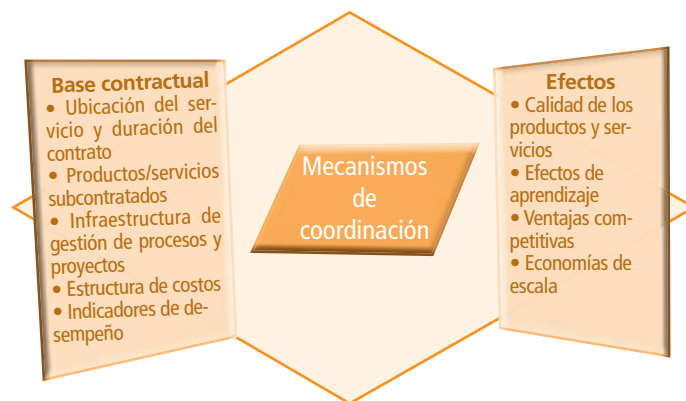 Base contractual
• Ubicación del ser-
vicio y duración del
contrato
• Productos/servicios
subcontratados
• Infraestructura de
gestión de procesos y
proyectos
• Estructura de costos
• Indicadores de de-
sempeño
Mecanismos
de
coordinación
Efectos
• Calidad de los
productos y ser-
vicios
• Efectos de
aprendizaje
• Ventajas com-
petitivas
• Economías de
escala